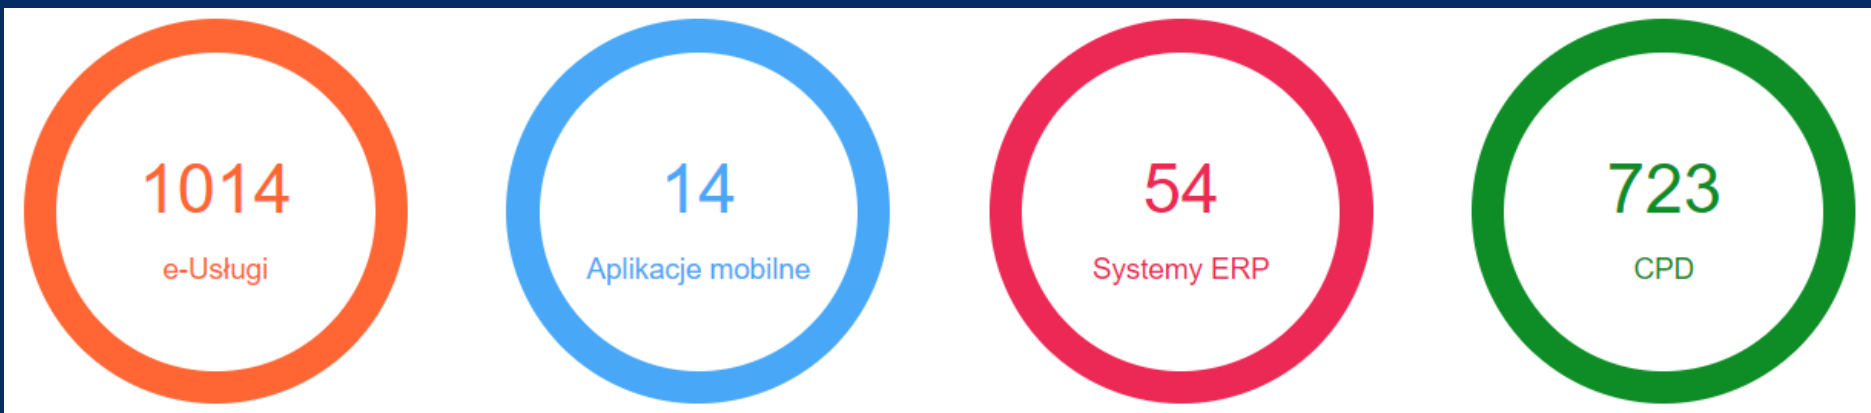 1014
e-Usługi
14
Aplikacje mobilne
54
Systemy ERP
723
CPD